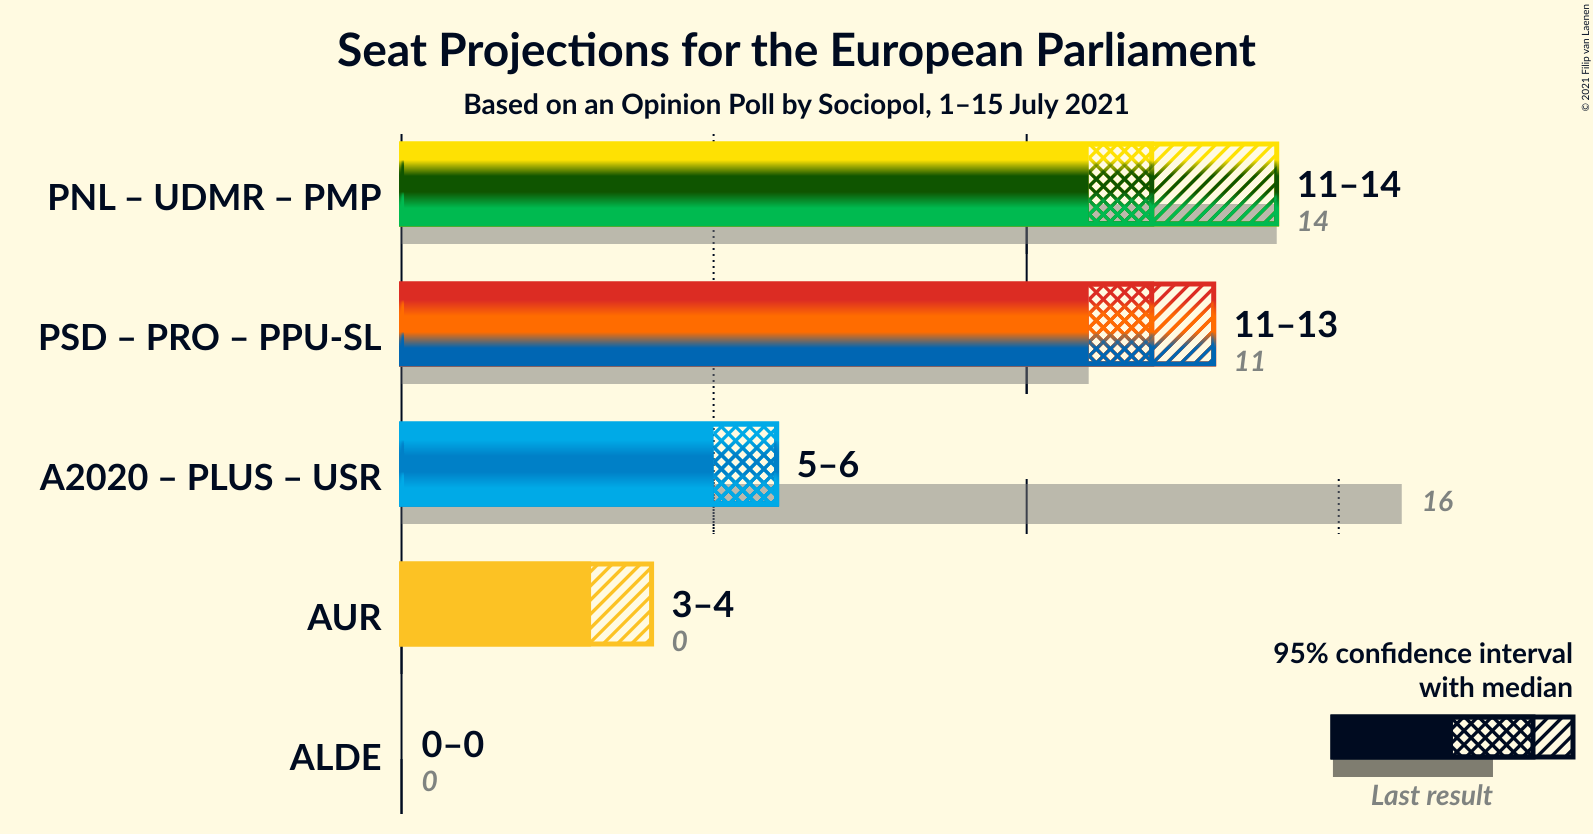 Seat Projections for the European Parliament
Based on an Opinion Poll by Sociopol, 1–15 July 2021
© 2021 Filip van Laenen
PNL – UDMR – PMP
11–14
14
PSD – PRO – PPU-SL
11–13
11
A2020 – PLUS – USR
5–6
16
AUR
3–4
0
ALDE
0–0
0
95% confidence interval
with median
Last result